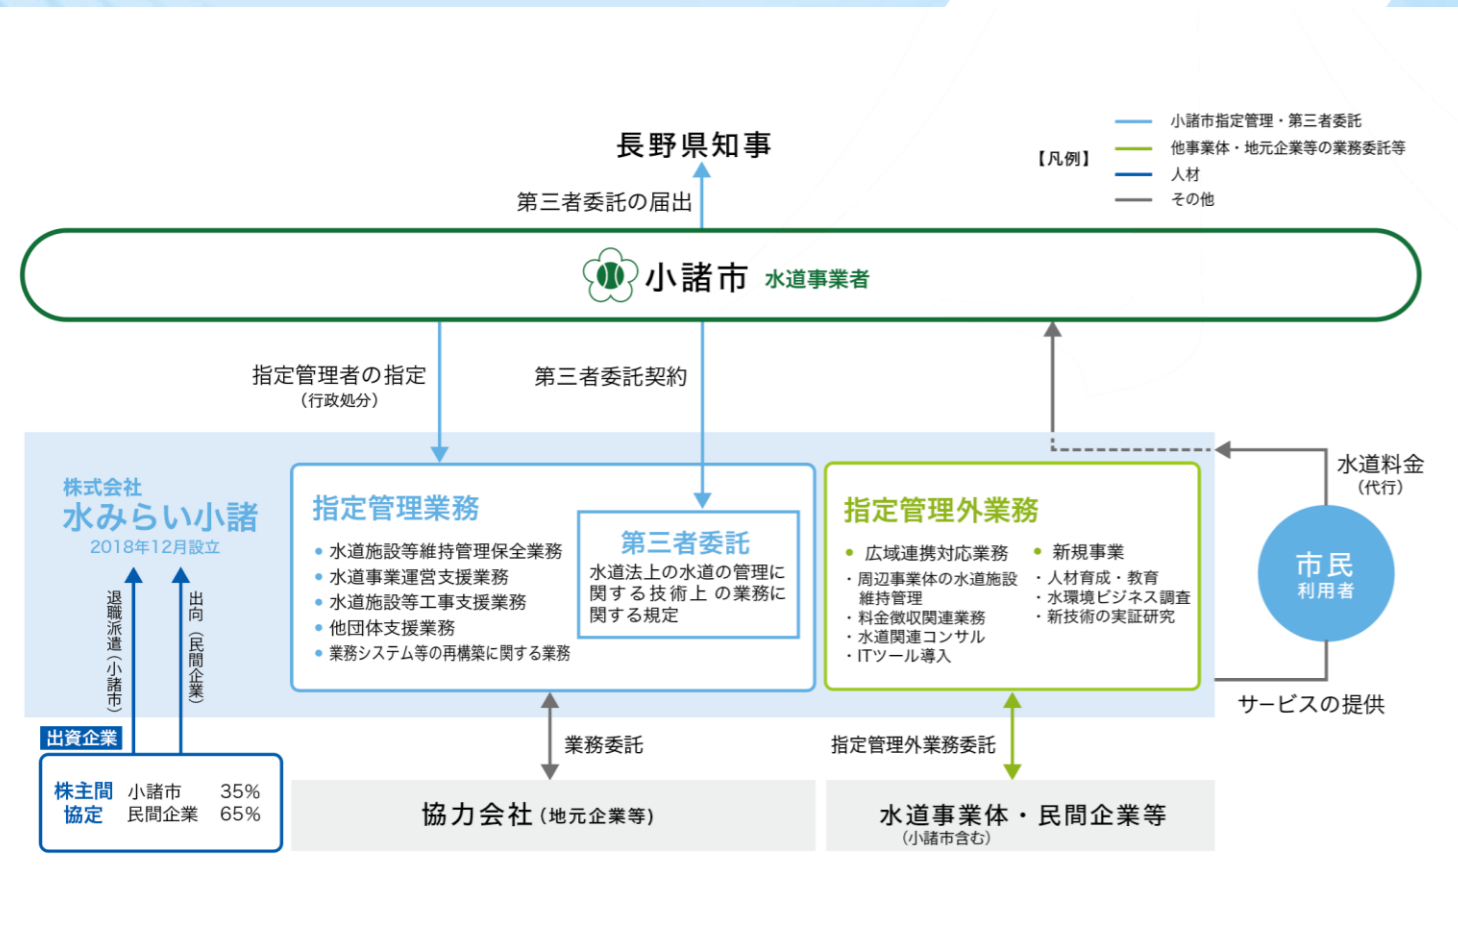 長野県知事
第三者委託の届出
【凡例】
小諸市指定管理・第三者委託
他事業体・地元企業等の業務委託等
人材
その他
小諸市 水道事業者
指定管理者の指定
（行政処分）
第三者委託契約
水道料金
（代行）
株式会社
水みらい小諸
2018年12月設立
退職派遣（小諸市）
出向（民間企業）
指定管理業務
• 水道施設等維持管理保全業務
• 水道事業運営支援業務
• 水道施設等工事支援業務
• 他団体支援業務
• 業務システム等の再構築に関する業務
第三者委託
水道法上の水道の管理に
関する技術上 の業務に
関する規定
指定管理外業務
• 広域連携対応業務
・周辺事業体の水道施設
維持管理
・料金徴収関連業務
・水道関連コンサル
・ITツール導入
• 新規事業
・人材育成・教育
・水環境ビジネス調査
・新技術の実証研究
市民
利用者
サービスの提供
出資企業
株主間
協定
小諸市 35%
民間企業 65%
業務委託
指定管理外業務委託
協力会社（地元企業等）
水道事業体・民間企業等
（小諸市含む）